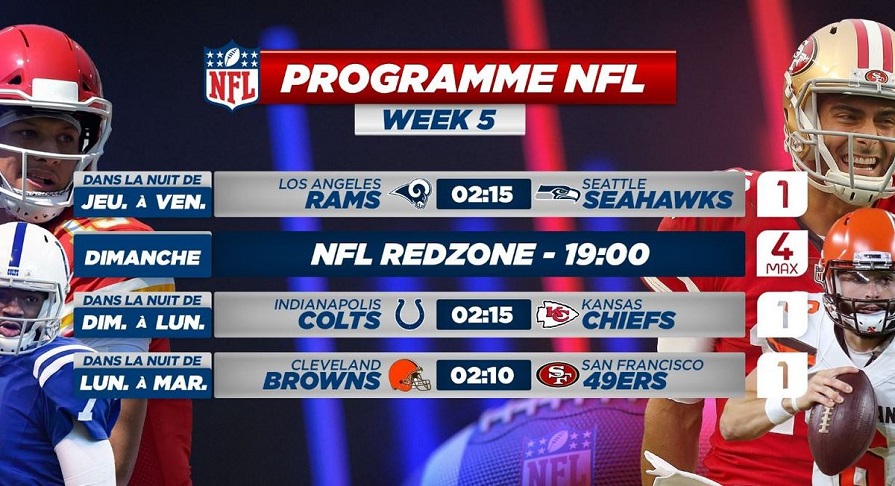 NFL PROGRAMME NFL
WEEK 5
DANS LA NUIT DE
JEU. À VEN.
LOS ANGELES
RAMS
02:15
SEATTLE
SEAHAWKS
1
DIMANCHE
NFL REDZONE - 19:00
4
MAX
DANS LA NUIT DE
DIM. À LUN.
INDIANAPOLIS
COLTS
02:15
KANSAS
CHIEFS
1
DANS LA NUIT DE
LUN. À MAR.
CLEVELAND
BROWNS
02:10
SF
SAN FRANCISCO
49ERS
1
NFL